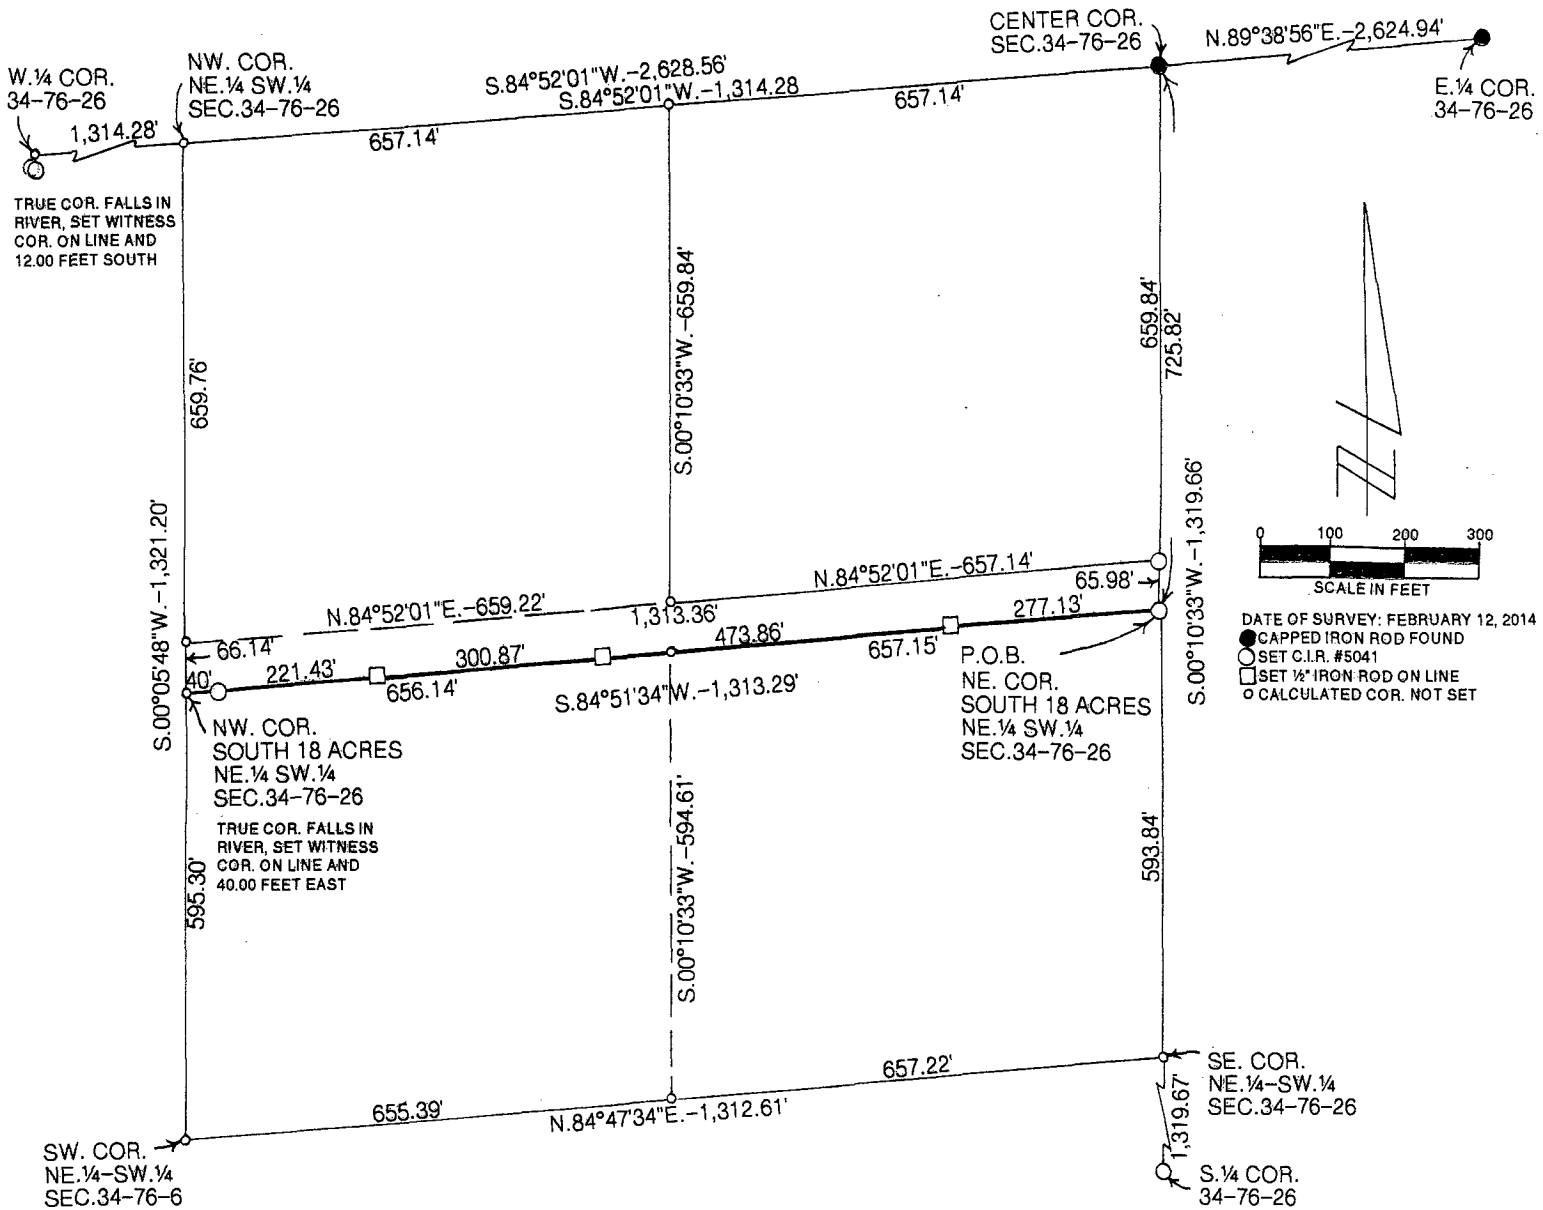 CENTER COR.
SEC.34-76-26
N.89°38'56"E.-2,624.94'
E.¼ COR.
34-76-26
W.¼ COR.
34-76-26
NW. COR.
NE.¼ SW.¼
SEC.34-76-26
S.84°52'01"W.-2,628.56'
S.84°52'01"W.-1,314.28
657.14'
1,314.28'
657.14'
TRUE COR. FALLS IN
RIVER, SET WITNESS
COR. ON LINE AND
12.00 FEET SOUTH
659.76'
S.00°10'33"W.-659.84'
659.84'
725.82'
S.00°05'48"W.-1,321.20'
S.00°10'33"W.-1,319.66'
0 100 200 300
SCALE IN FEET
DATE OF SURVEY: FEBRUARY 12, 2014
CAPPED IRON ROD FOUND
SET C.I.R. #5041
SET ½" IRON ROD ON LINE
CALCULATED COR. NOT SET
N.84°52'01"E.-657.14'
65.98'
N.84°52'01"E.-659.22'
1,313.36'
277.13'
66.14'
473.86'
657.15'
40'
221.43'
300.87'
656.14'
S.84°51'34"W.-1,313.29'
P.O.B.
NE. COR.
SOUTH 18 ACRES
NE.¼ SW.¼
SEC.34-76-26
NW. COR.
SOUTH 18 ACRES
NE.¼ SW.¼
SEC.34-76-26
TRUE COR. FALLS IN
RIVER, SET WITNESS
COR. ON LINE AND
40.00 FEET EAST
595.30'
S.00°10'33"W.-594.61'
593.84'
657.22'
655.39'
N.84°47'34"E.-1,312.61'
SW. COR.
NE.¼-SW.¼
SEC.34-76-6
SE. COR.
NE.¼-SW.¼
SEC.34-76-26
1,319.67'
S.¼ COR.
34-76-26